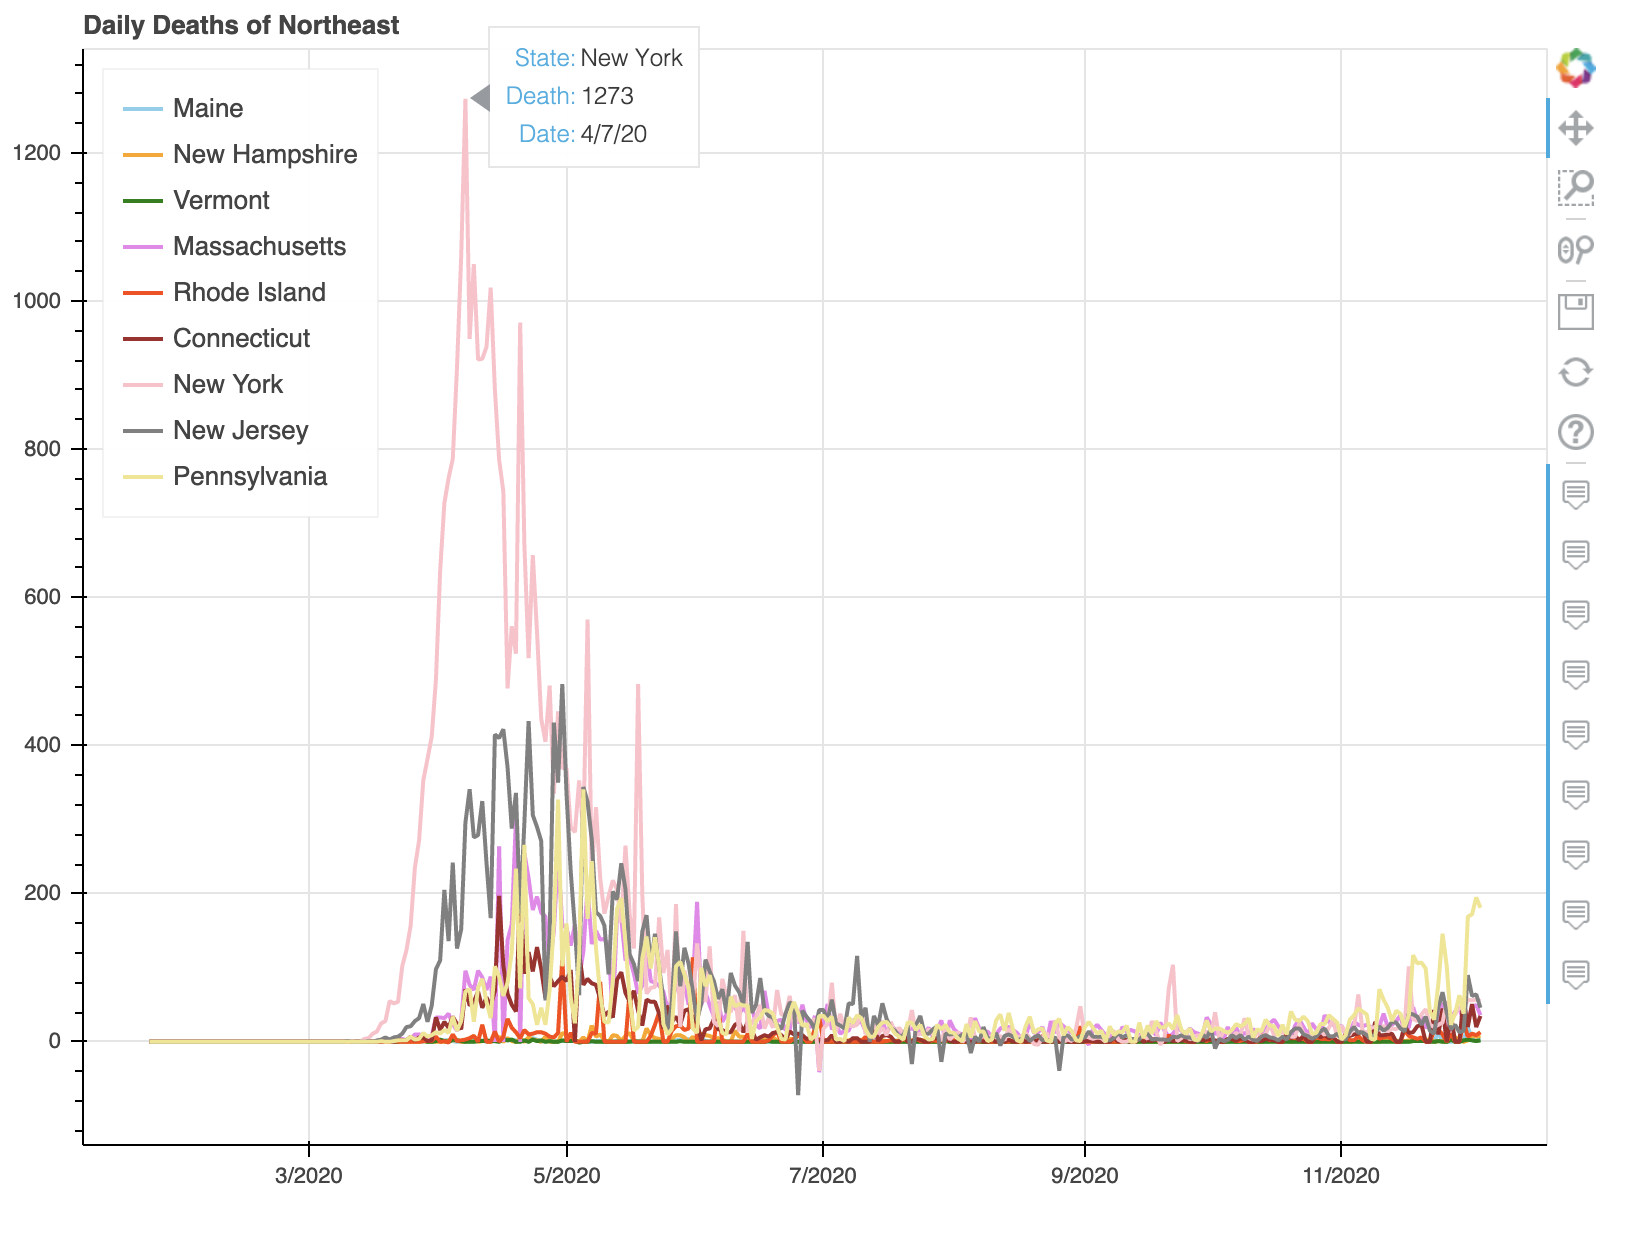 Daily Deaths of Northeast
State: New York
Death: 1273
Date: 4/7/20
Maine
New Hampshire
Vermont
Massachusetts
Rhode Island
Connecticut
New York
New Jersey
Pennsylvania
1200
1000
800
600
400
200
0
3/2020
5/2020
7/2020
9/2020
11/2020